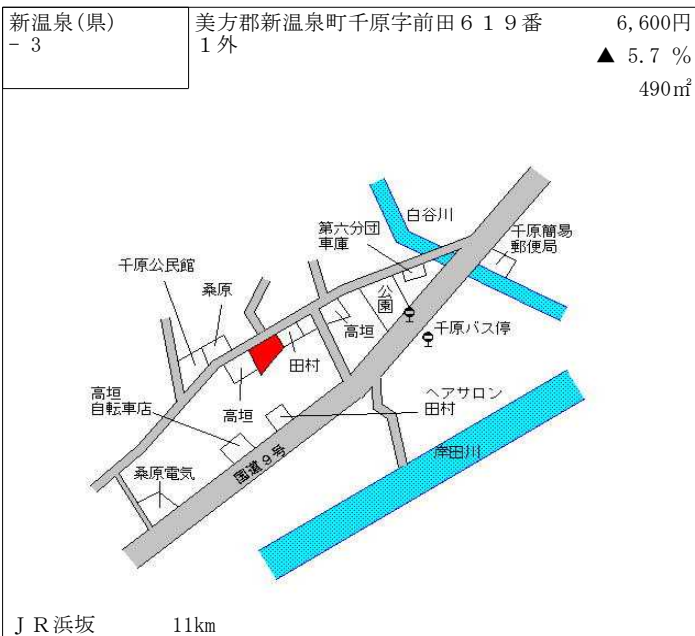 新温泉(県)
－3
美方郡新温泉町千原字前田６１９番
１外
6,600円
▲ 5.7 %
490㎡
白谷川
第六分団
車庫
千原簡易
郵便局
千原公民館
桑原
公
園
高垣
千原バス停
田村
高垣
自転車店
高垣
ヘアサロン
田村
桑原電気
国道９号
岸田川
ＪＲ浜坂 11km